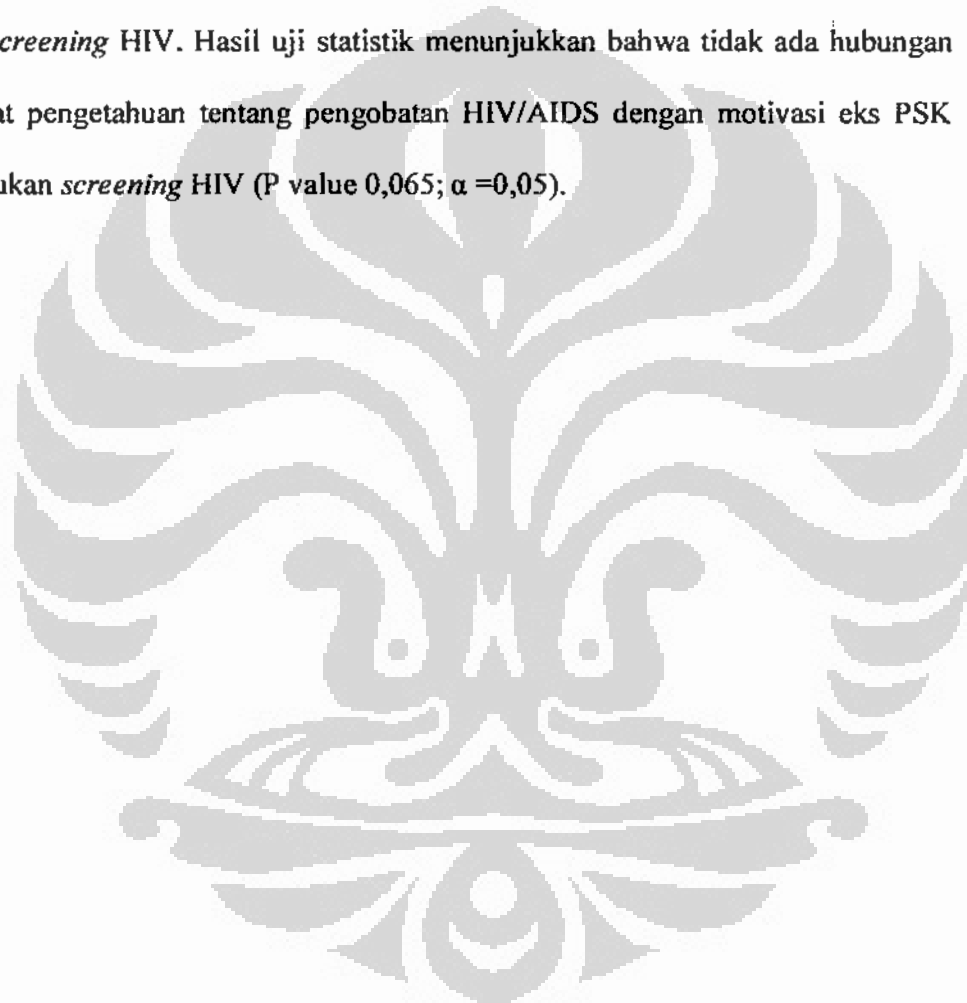 creening HIV. Hasil uji statistik menunjukkan bahwa tidak ada hubungan
at pengetahuan tentang pengobatan HIV/AIDS dengan motivasi eks PSK
ukan screening HIV (P value 0,065; α =0,05).